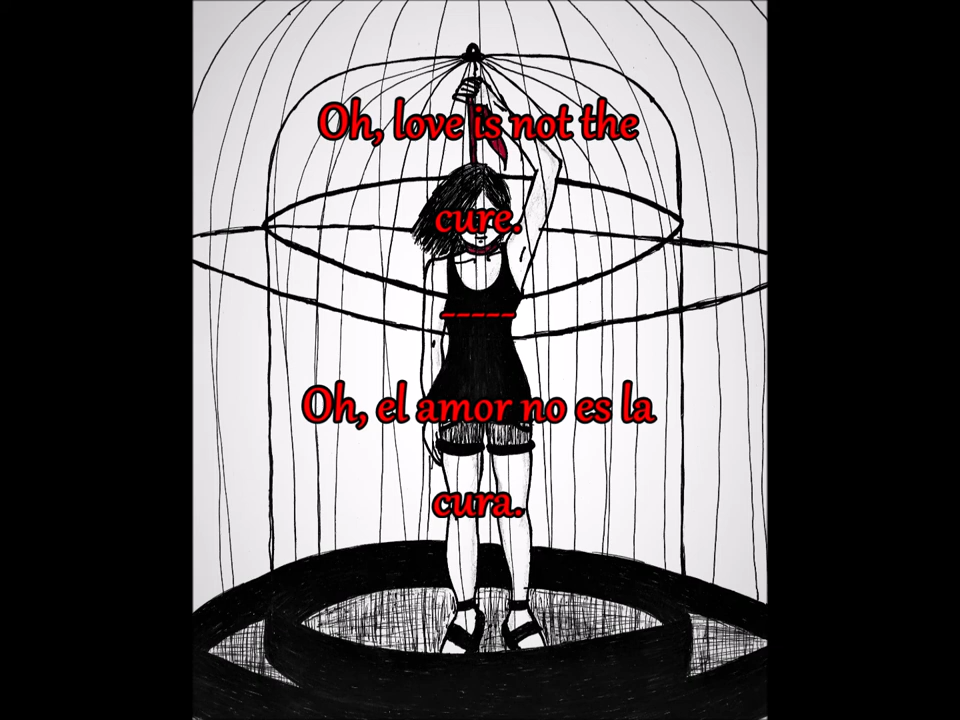 Oh, love is not the
cure.
-----
Oh, el amor no es la
cura.